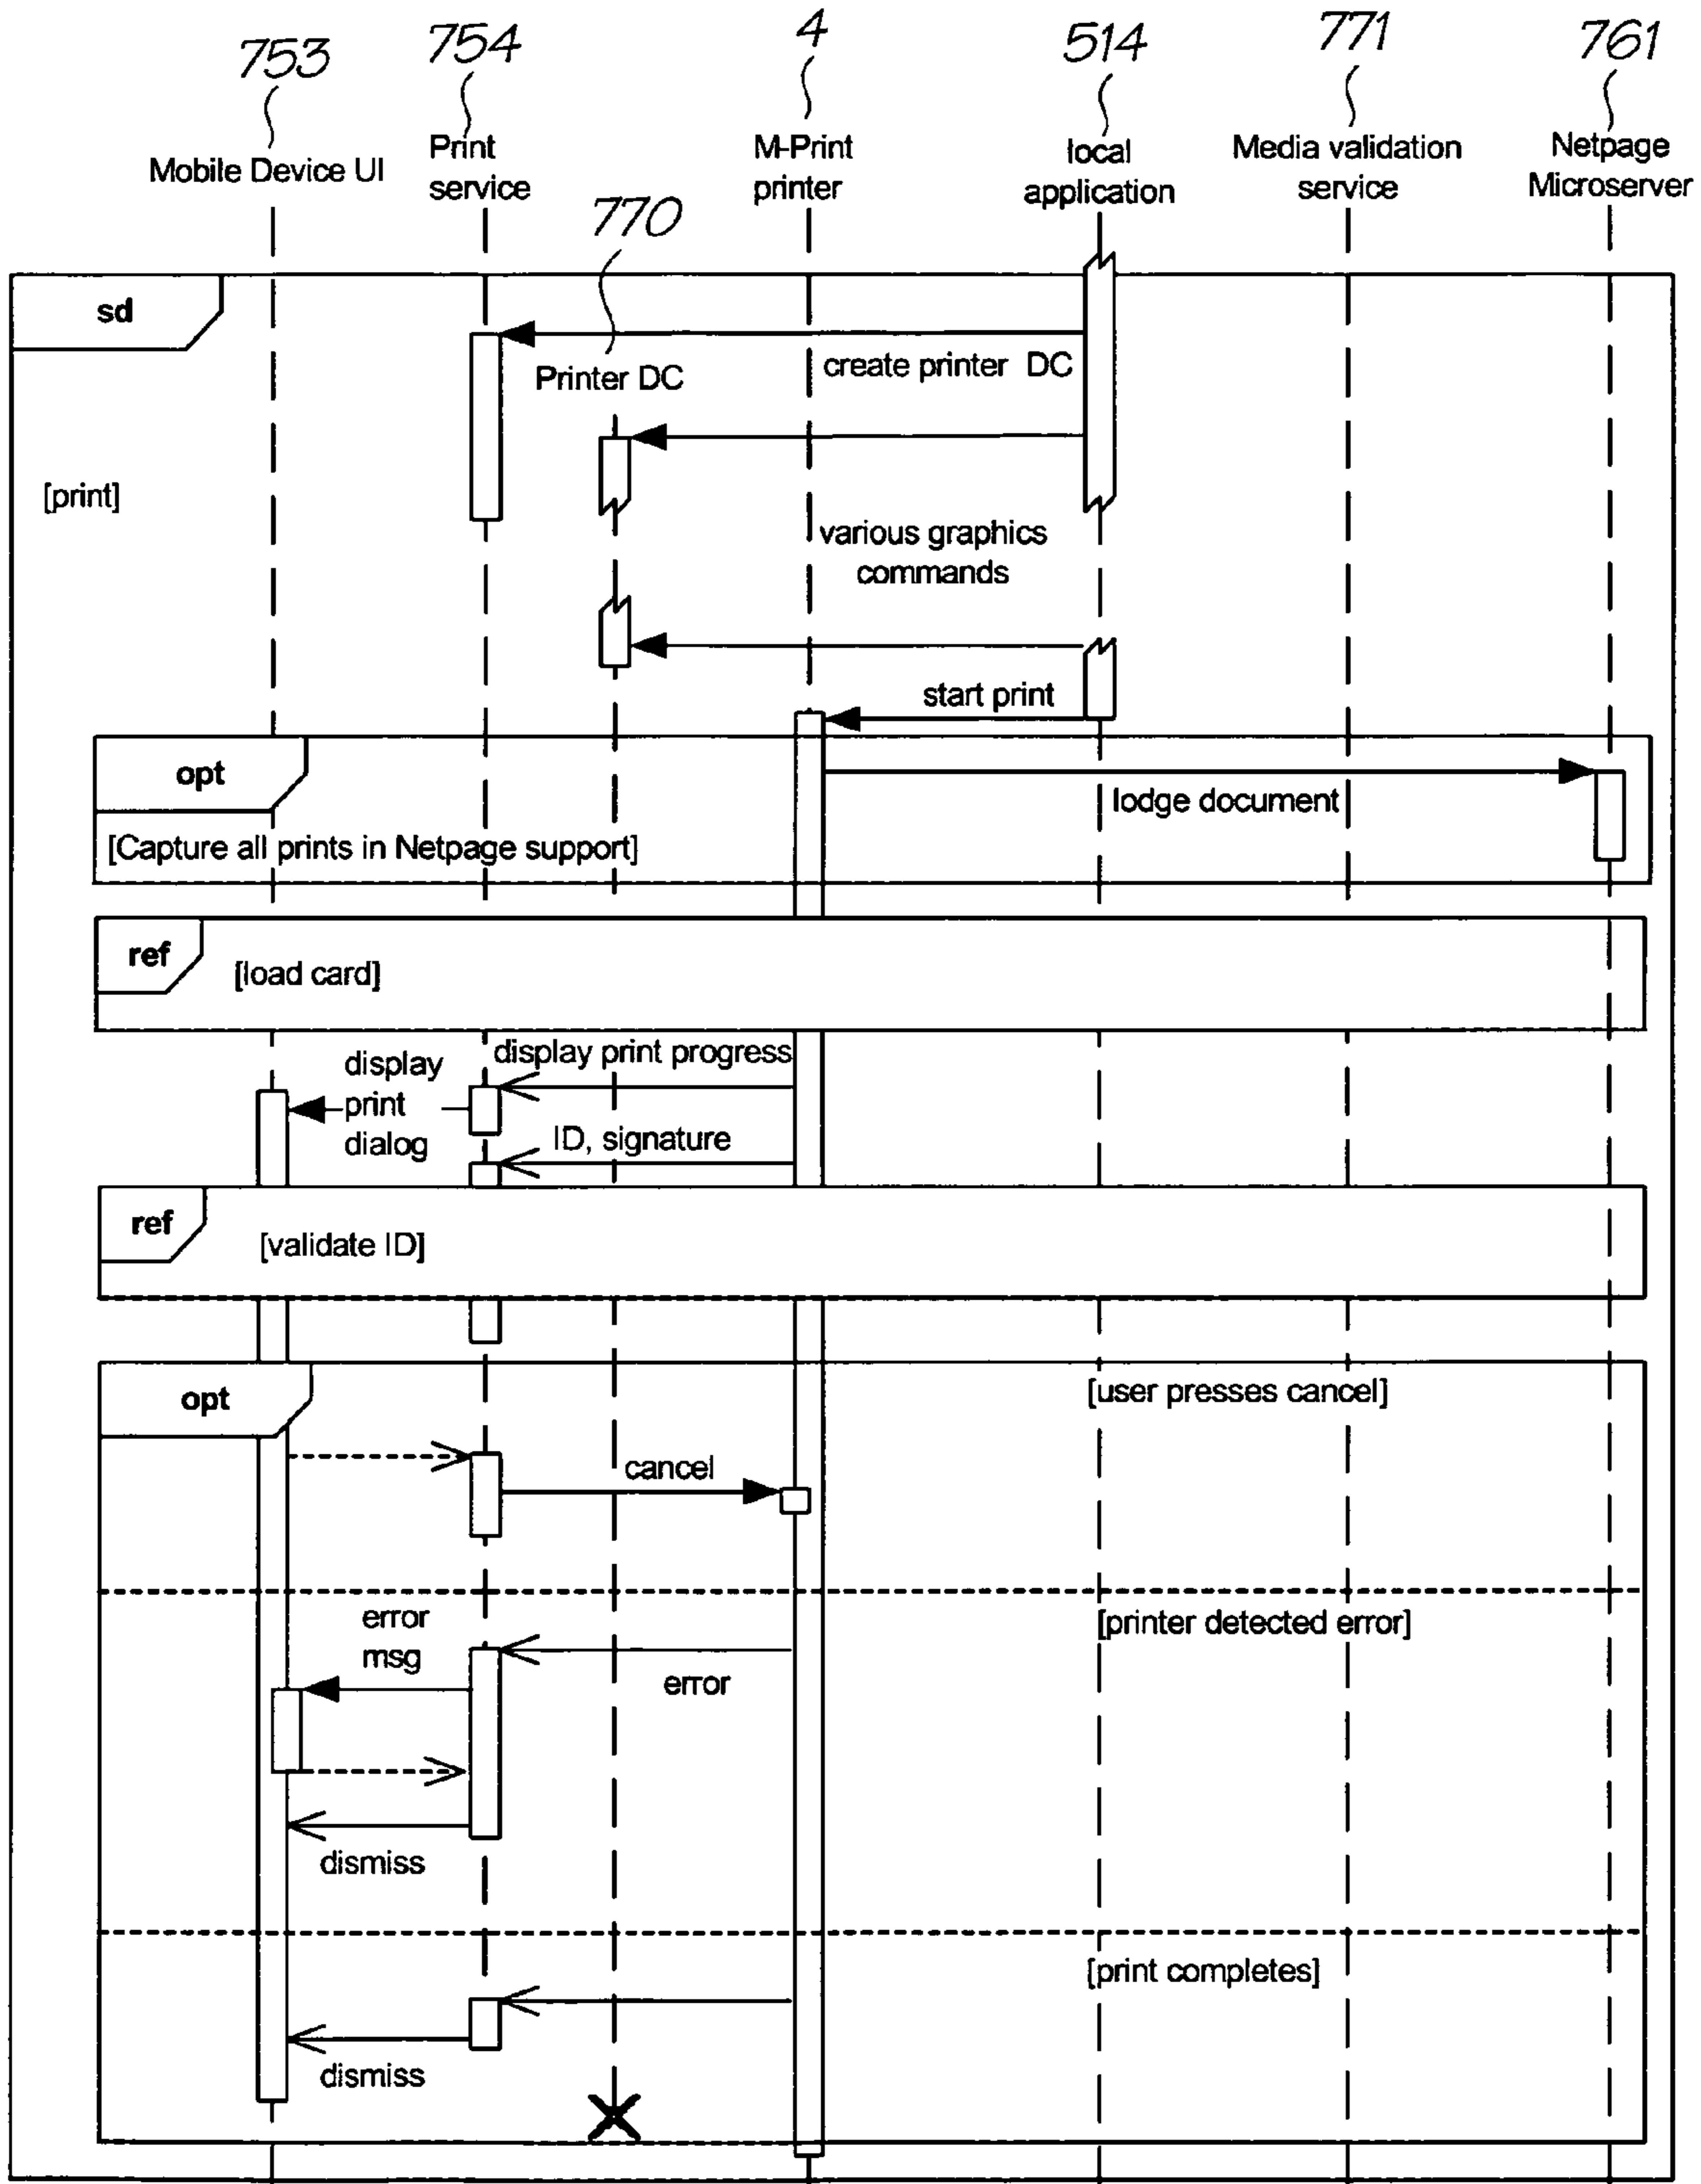 753
754
4
514
771
761
Mobile Device UI
Print
service
M-Print
printer
local
application
Media validation
service
Netpage
Microserver
770
sd
create printer DC
Printer DC
[print]
various graphics
commands
start print
opt
lodge document
[Capture all prints in Netpage support]
ref
[load card]
display print progress
display
print
dialog
ID, signature
ref
[validate ID]
opt
[user presses cancel]
cancel
[printer detected error]
error
msg
error
dismiss
[print completes]
dismiss